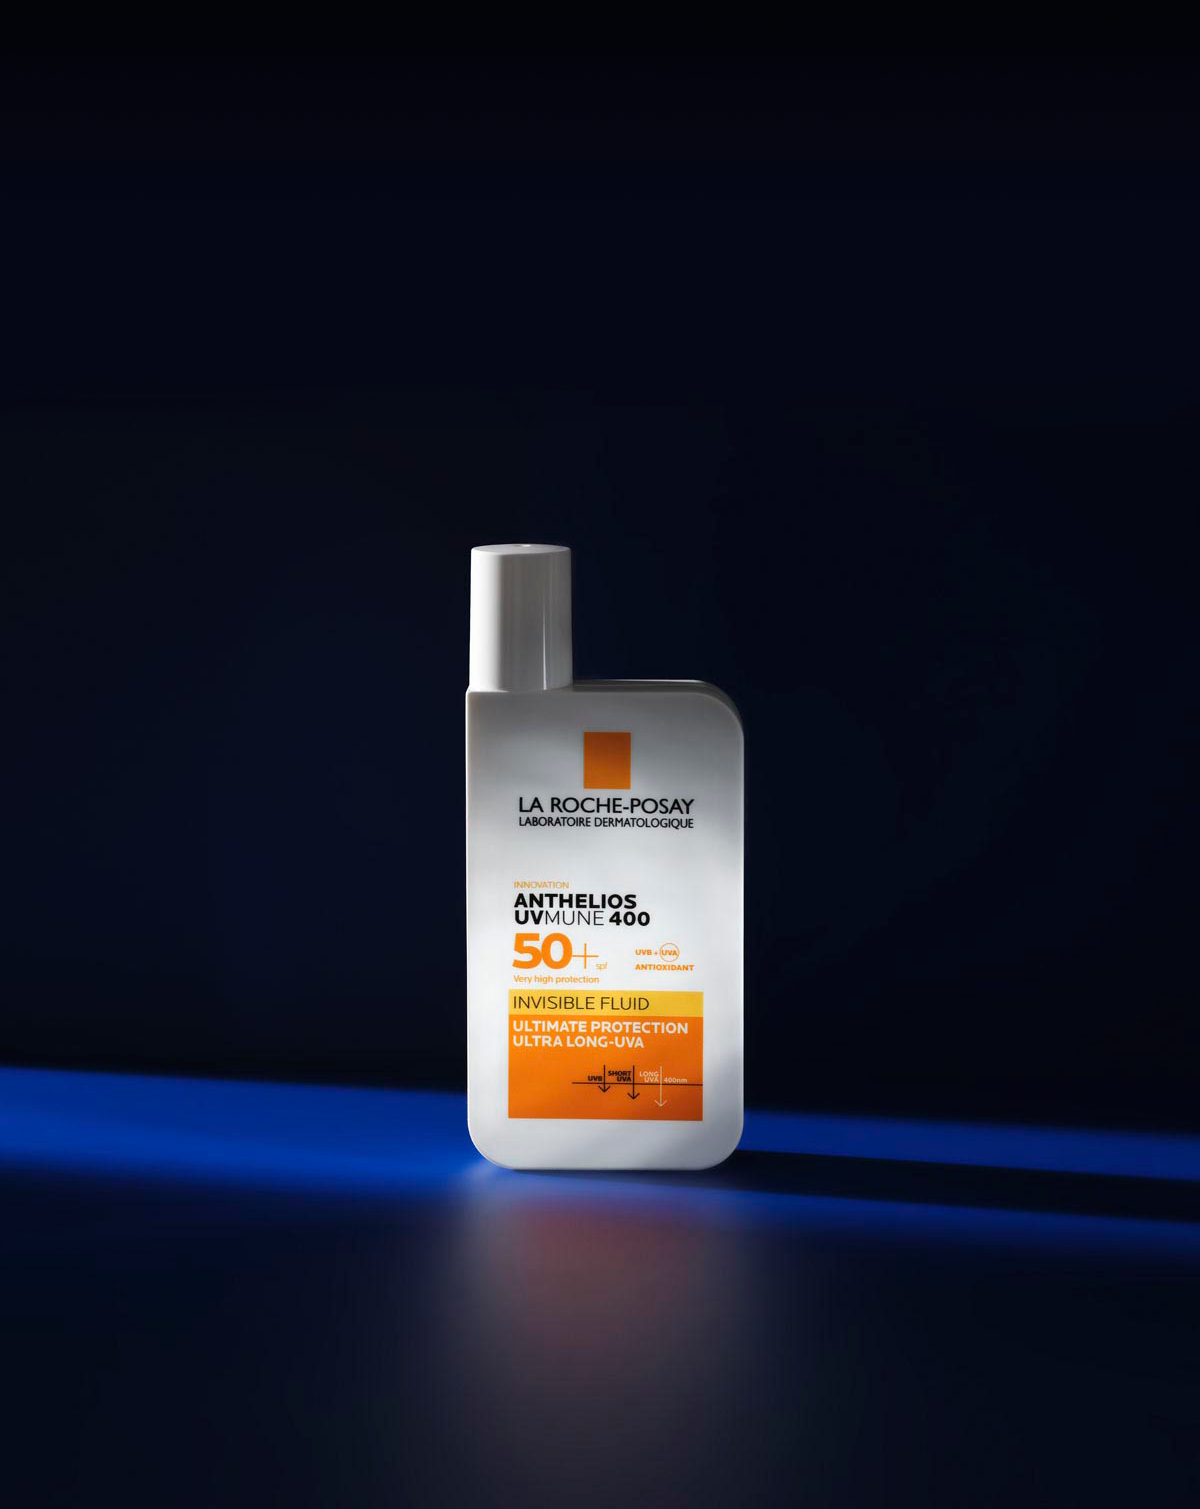 LA ROCHE-POSAY
LABORATOIRE DERMATOLOGIQUE
INNOVATION
ANTHELIOS
UVMUNE 400
50+ spf
UVB + UVA
ANTIOXIDANT
Very high protection
INVISIBLE FLUID
ULTIMATE PROTECTION
ULTRA LONG-UVA
UVB
SHORT UVA
LONG UVA
400nm